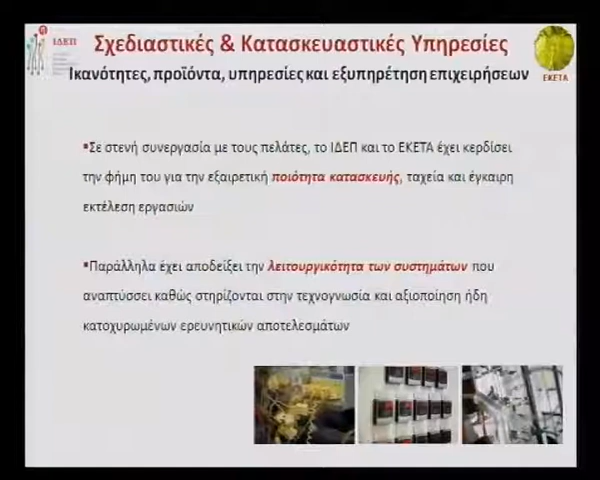 ΙΔΕΠ
Σχεδιαστικές & Κατασκευαστικές Υπηρεσίες
Ικανότητες, προϊόντα, υπηρεσίες και εξυπηρέτηση επιχειρήσεων
ΕΚΕΤΑ
▪Σε στενή συνεργασία με τους πελάτες, το ΙΔΕΠ και το ΕΚΕΤΑ έχει κερδίσει
την φήμη του για την εξαιρετική ποιότητα κατασκευής, ταχεία και έγκαιρη
εκτέλεση εργασιών
▪Παράλληλα έχει αποδείξει την λειτουργικότητα των συστημάτων που
αναπτύσσει καθώς στηρίζονται στην τεχνογνωσία και αξιοποίηση ήδη
κατοχυρωμένων ερευνητικών αποτελεσμάτων